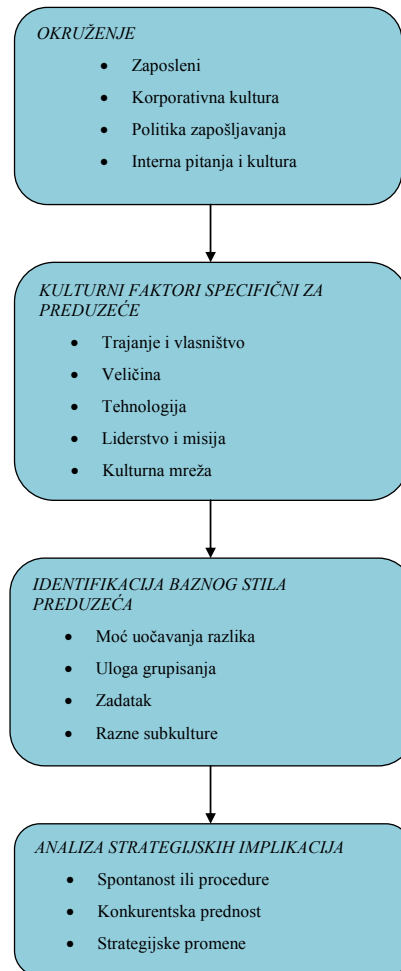 OKRUŽENJE
• Zaposleni
• Korporativna kultura
• Politika zapošljavanja
• Interna pitanja i kultura
KULTURNI FAKTORI SPECIFIČNI ZA
PREDUZEĆE
• Trajanje i vlasništvo
• Veličina
• Tehnologija
• Liderstvo i misija
• Kulturna mreža
IDENTIFIKACIJA BAZNOG STILA
PREDUZEĆA
• Moć uočavanja razlika
• Uloga grupisanja
• Zadatak
• Razne subkulture
ANALIZA STRATEGIJSKIH IMPLIKACIJA
• Spontanost ili procedure
• Konkurentska prednost
• Strategijske promene